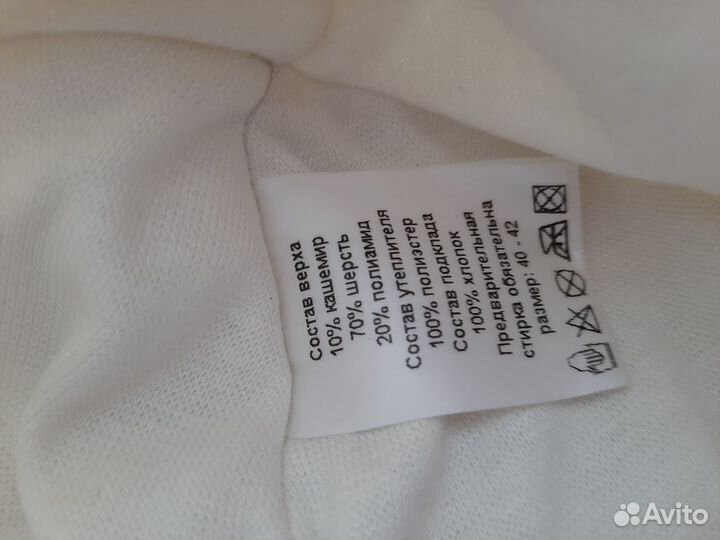 Состав верха
10% кашемир
70% шерсть
20% полиамид
Состав утеплителя
100% полиэстер
Состав подклада
100% хлопок
Предварительная
стирка обязательна
размер: 40 - 42
Avito